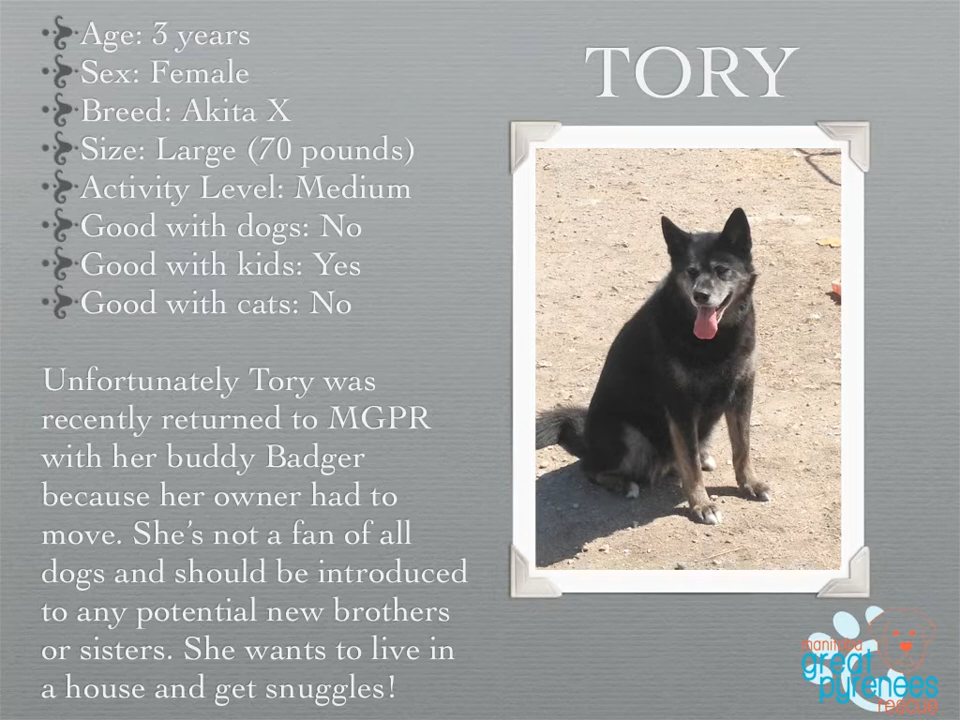 Age: 3 years
Sex: Female
Breed: Akita X
Size: Large (70 pounds)
Activity Level: Medium
Good with dogs: No
Good with kids: Yes
Good with cats: No
Unfortunately Tory was
recently returned to MGPR
with her buddy Badger
because her owner had to
move. She's not a fan of all
dogs and should be introduced
to any potential new brothers
or sisters. She wants to live in
a house and get snuggles!
TORY
manitoba
great
pyrenees
rescue